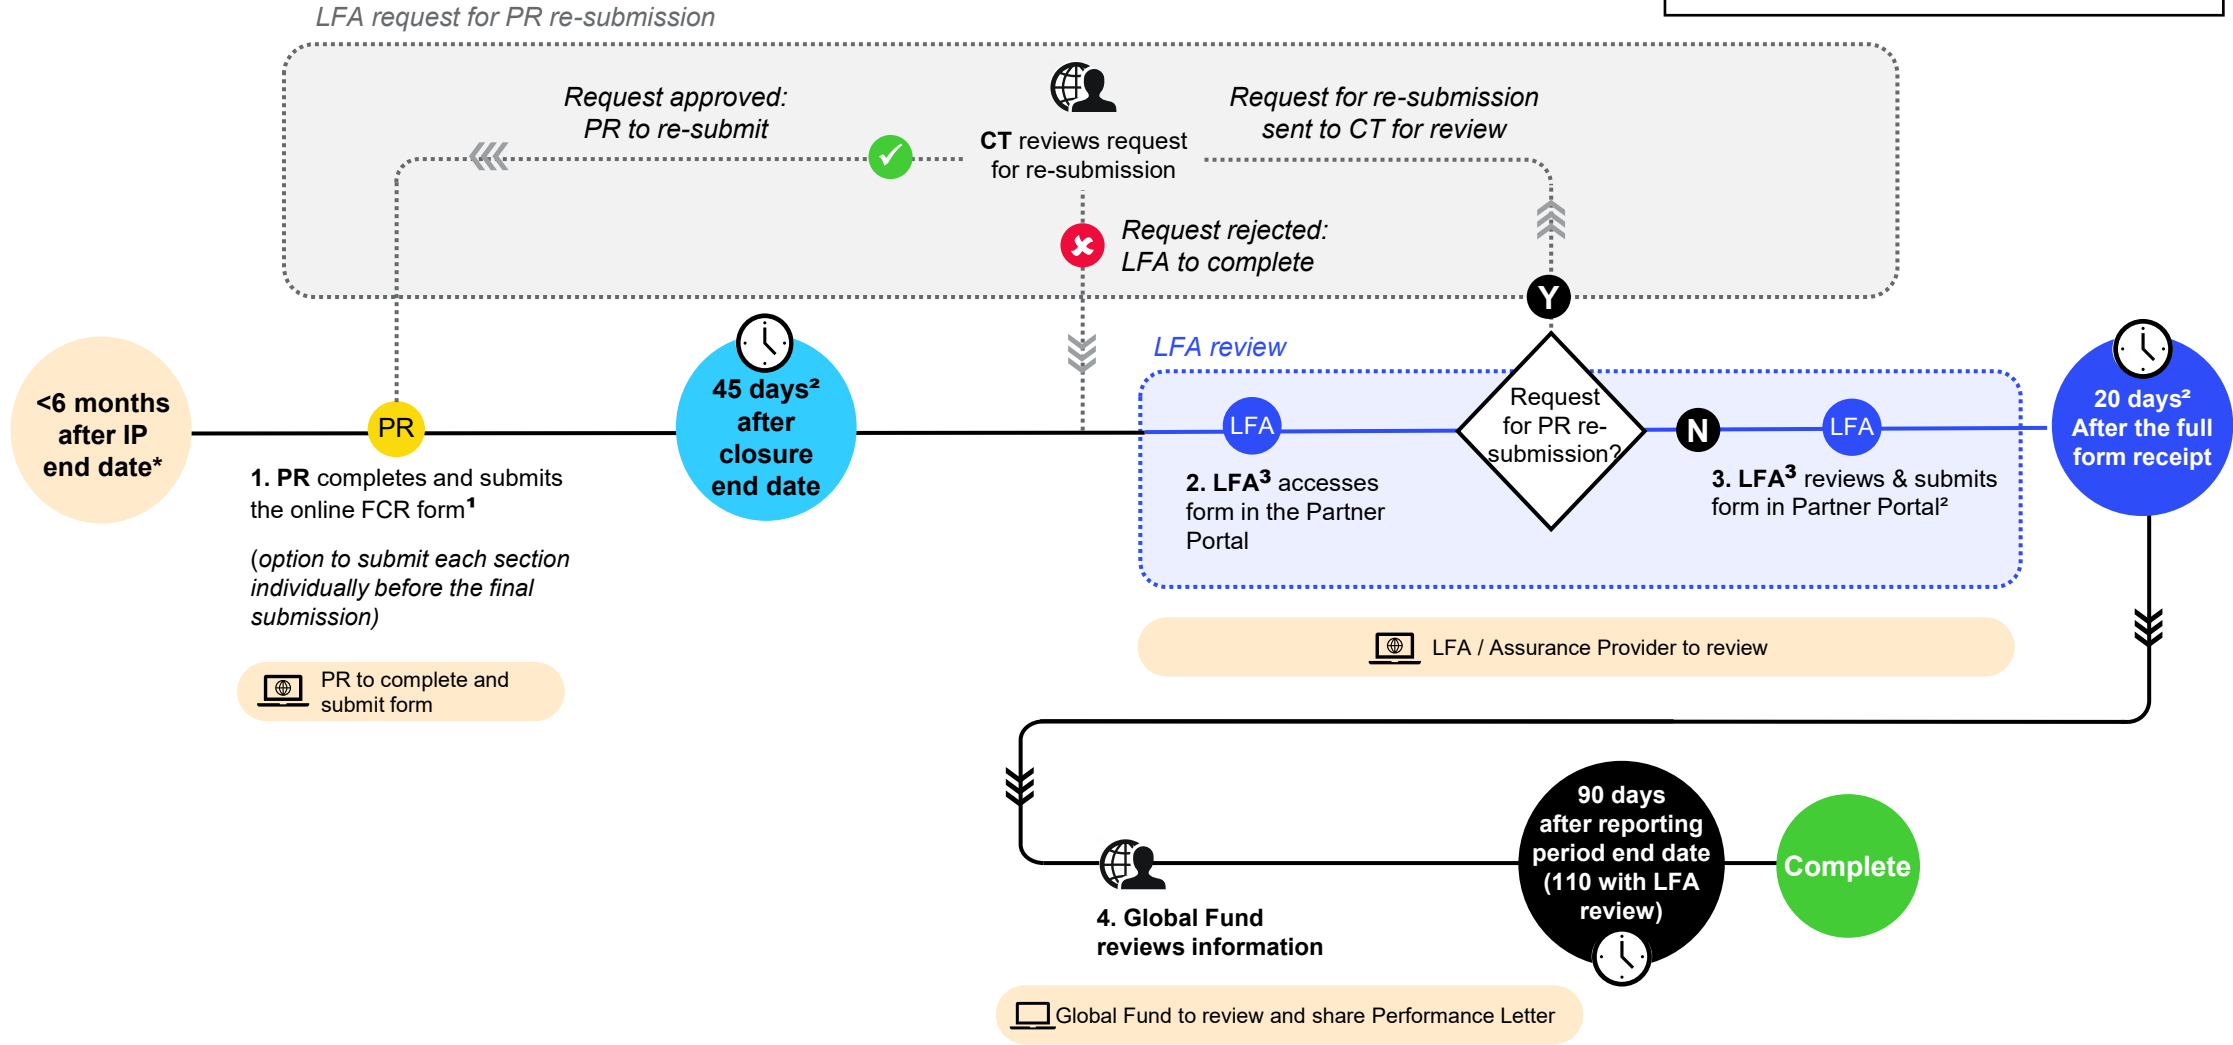 LFA request for PR re-submission
Request approved:
PR to re-submit
CT reviews request
for re-submission
Request for re-submission
sent to CT for review
Request rejected:
LFA to complete
Y
<6 months
after IP
end date*
PR
1. PR completes and submits
the online FCR form¹
(option to submit each section
individually before the final
submission)
PR to complete and
submit form
45 days²
after
closure
end date
LFA review
LFA
2. LFA³ accesses
form in the Partner
Portal
Request
for PR re-
submission?
N
LFA
3. LFA³ reviews & submits
form in Partner Portal²
LFA / Assurance Provider to review
20 days²
After the full
form receipt
4. Global Fund
reviews information
Global Fund to review and share Performance Letter
90 days
after reporting
period end date
(110 with LFA
review)
Complete